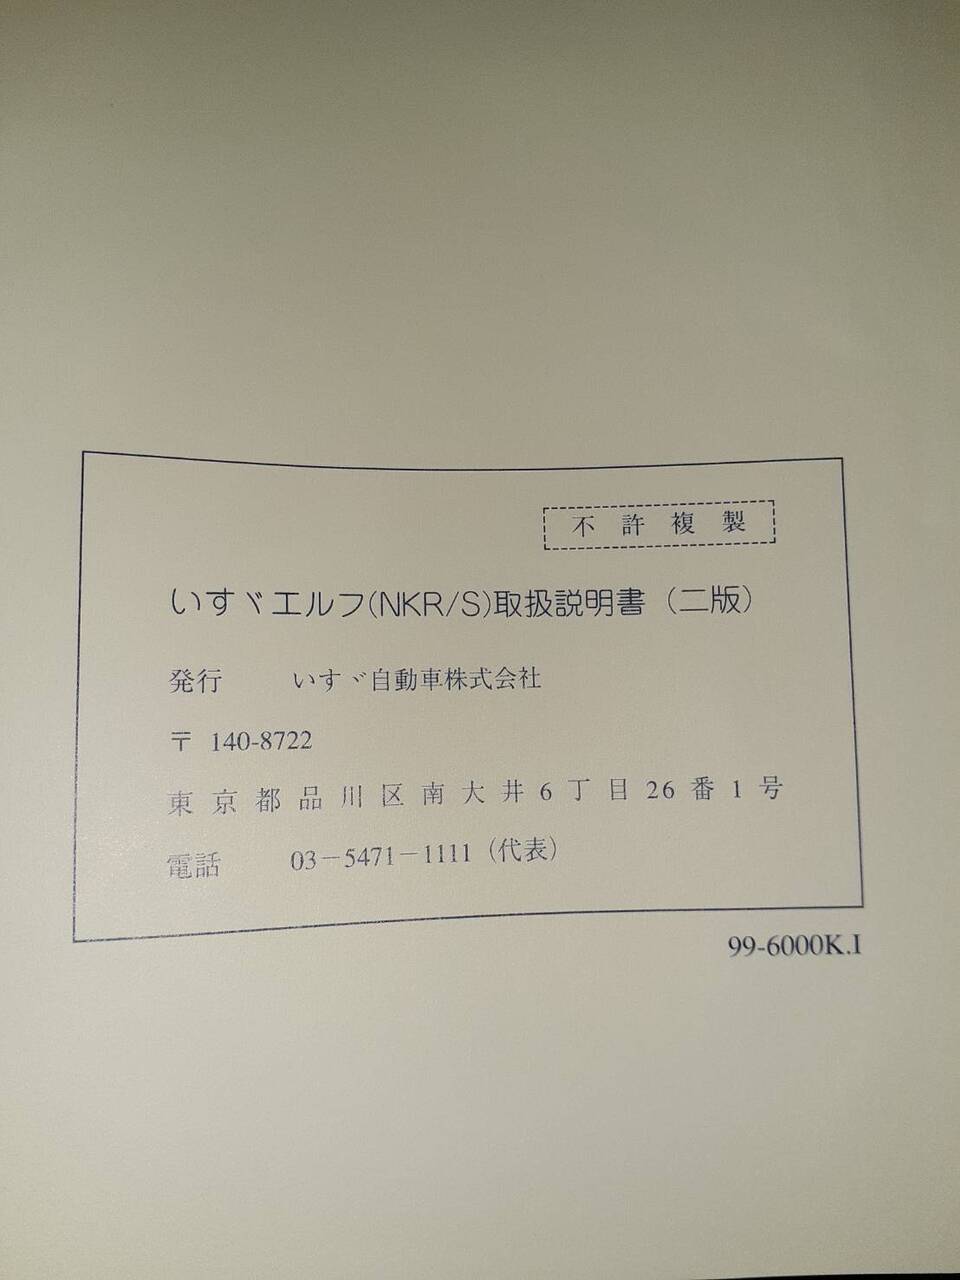 不許複製
いすゞエルフ(NKR/S)取扱説明書（二版）
発行 いすゞ自動車株式会社
〒 140-8722
東京都品川区南大井6丁目26番1号
電話 03－5471－1111（代表）
99-6000K.I